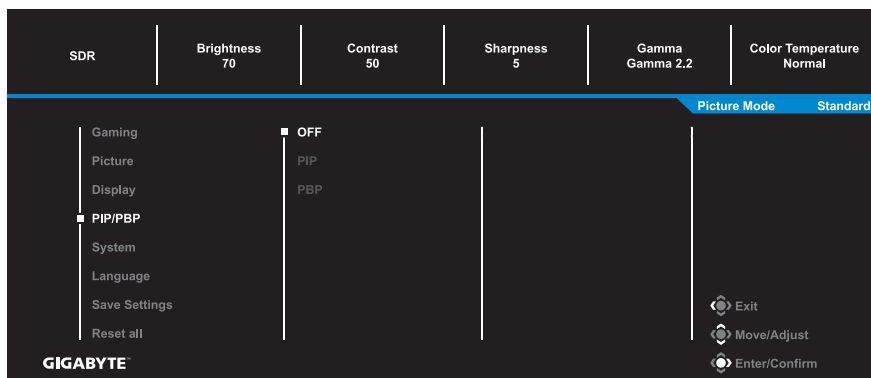 SDR Brightness Contrast Sharpness Gamma Color Temperature
70 50 5 Gamma 2.2 Normal
Picture Mode Standard
Gaming OFF
Picture PIP
Display PBP
PIP/PBP
System
Language
Save Settings Exit
Reset all Move/Adjust
GIGABYTE™ Enter/Confirm